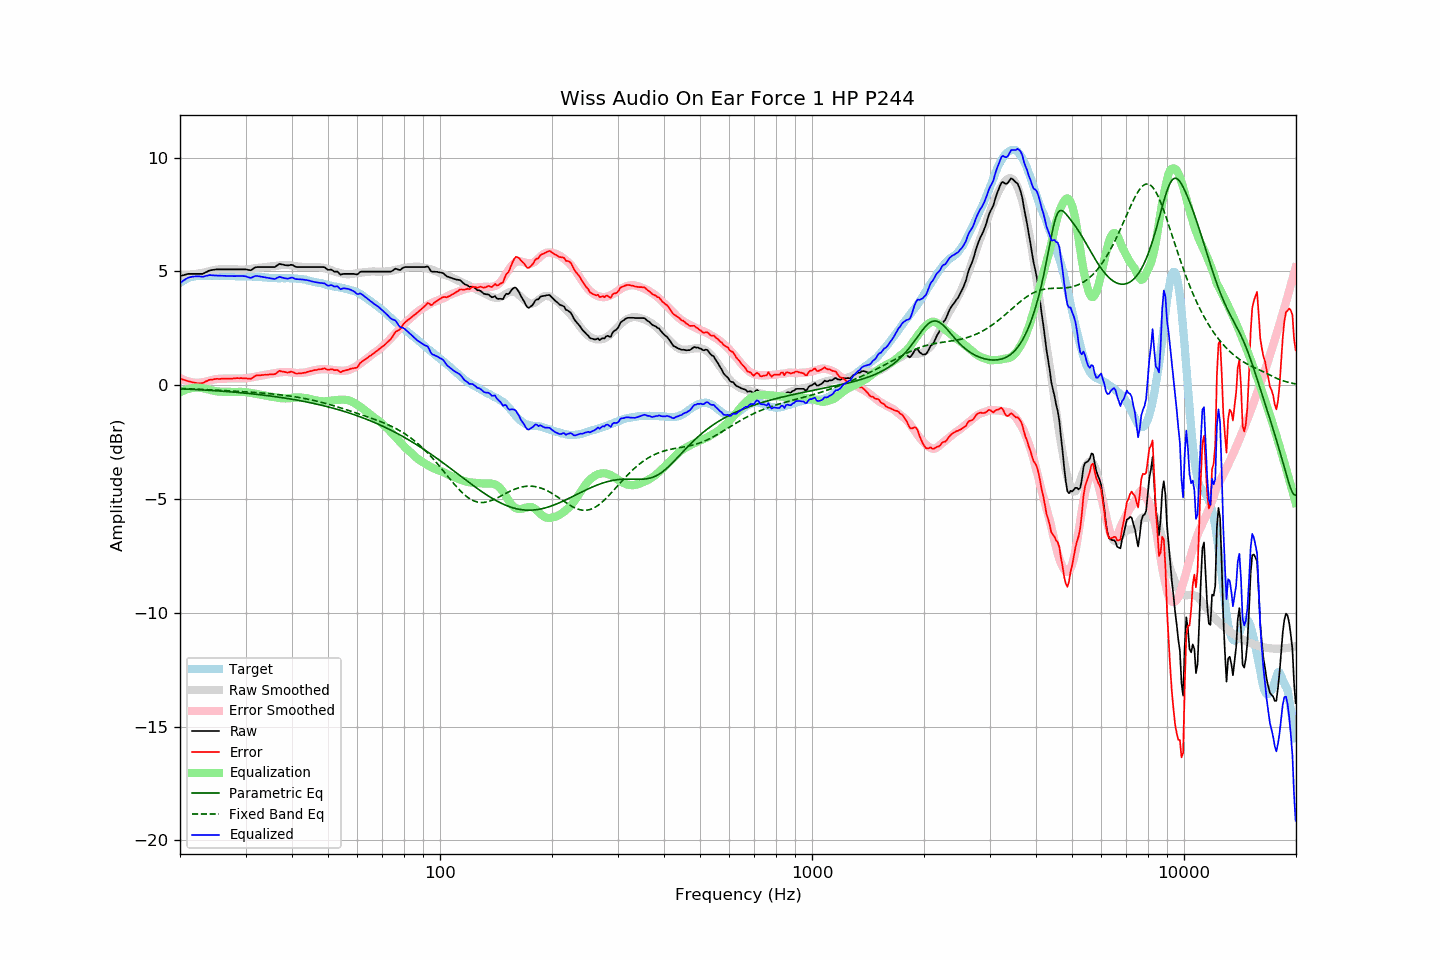 Wiss Audio On Ear Force 1 HP P244
10
5
0
−5
−10
−15
−20
Amplitude (dBr)
Target
Raw Smoothed
Error Smoothed
Raw
Error
Equalization
Parametric Eq
Fixed Band Eq
Equalized
100
1000
10000
Frequency (Hz)